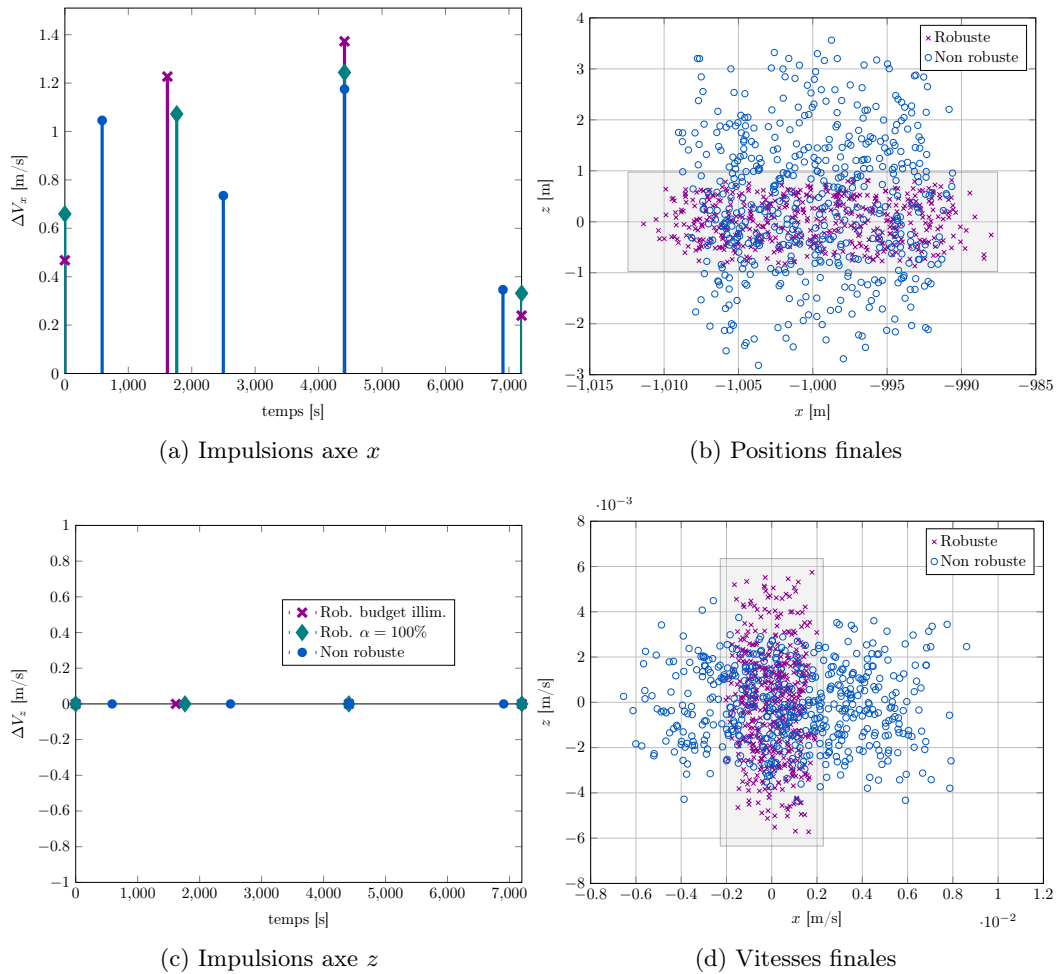 1.4
1.2
1
0.8
0.6
0.4
0.2
0
ΔVₓ [m/s]
0 1,000 2,000 3,000 4,000 5,000 6,000 7,000
temps [s]
(a) Impulsions axe x
4
3
2
1
0
−1
−2
−3
z [m]
Robuste
Non robuste
−1,015 −1,010 −1,005 −1,000 −995 −990 −985
x [m]
(b) Positions finales
1
0.8
0.6
0.4
0.2
0
−0.2
−0.4
−0.6
−0.8
−1
ΔV_z [m/s]
Rob. budget illim.
Rob. α = 100%
Non robuste
0 1,000 2,000 3,000 4,000 5,000 6,000 7,000
temps [s]
(c) Impulsions axe z
·10⁻³
8
6
4
2
0
−2
−4
−6
−8
z [m/s]
Robuste
Non robuste
−0.8 −0.6 −0.4 −0.2 0 0.2 0.4 0.6 0.8 1 1.2
x [m/s]
·10⁻²
(d) Vitesses finales